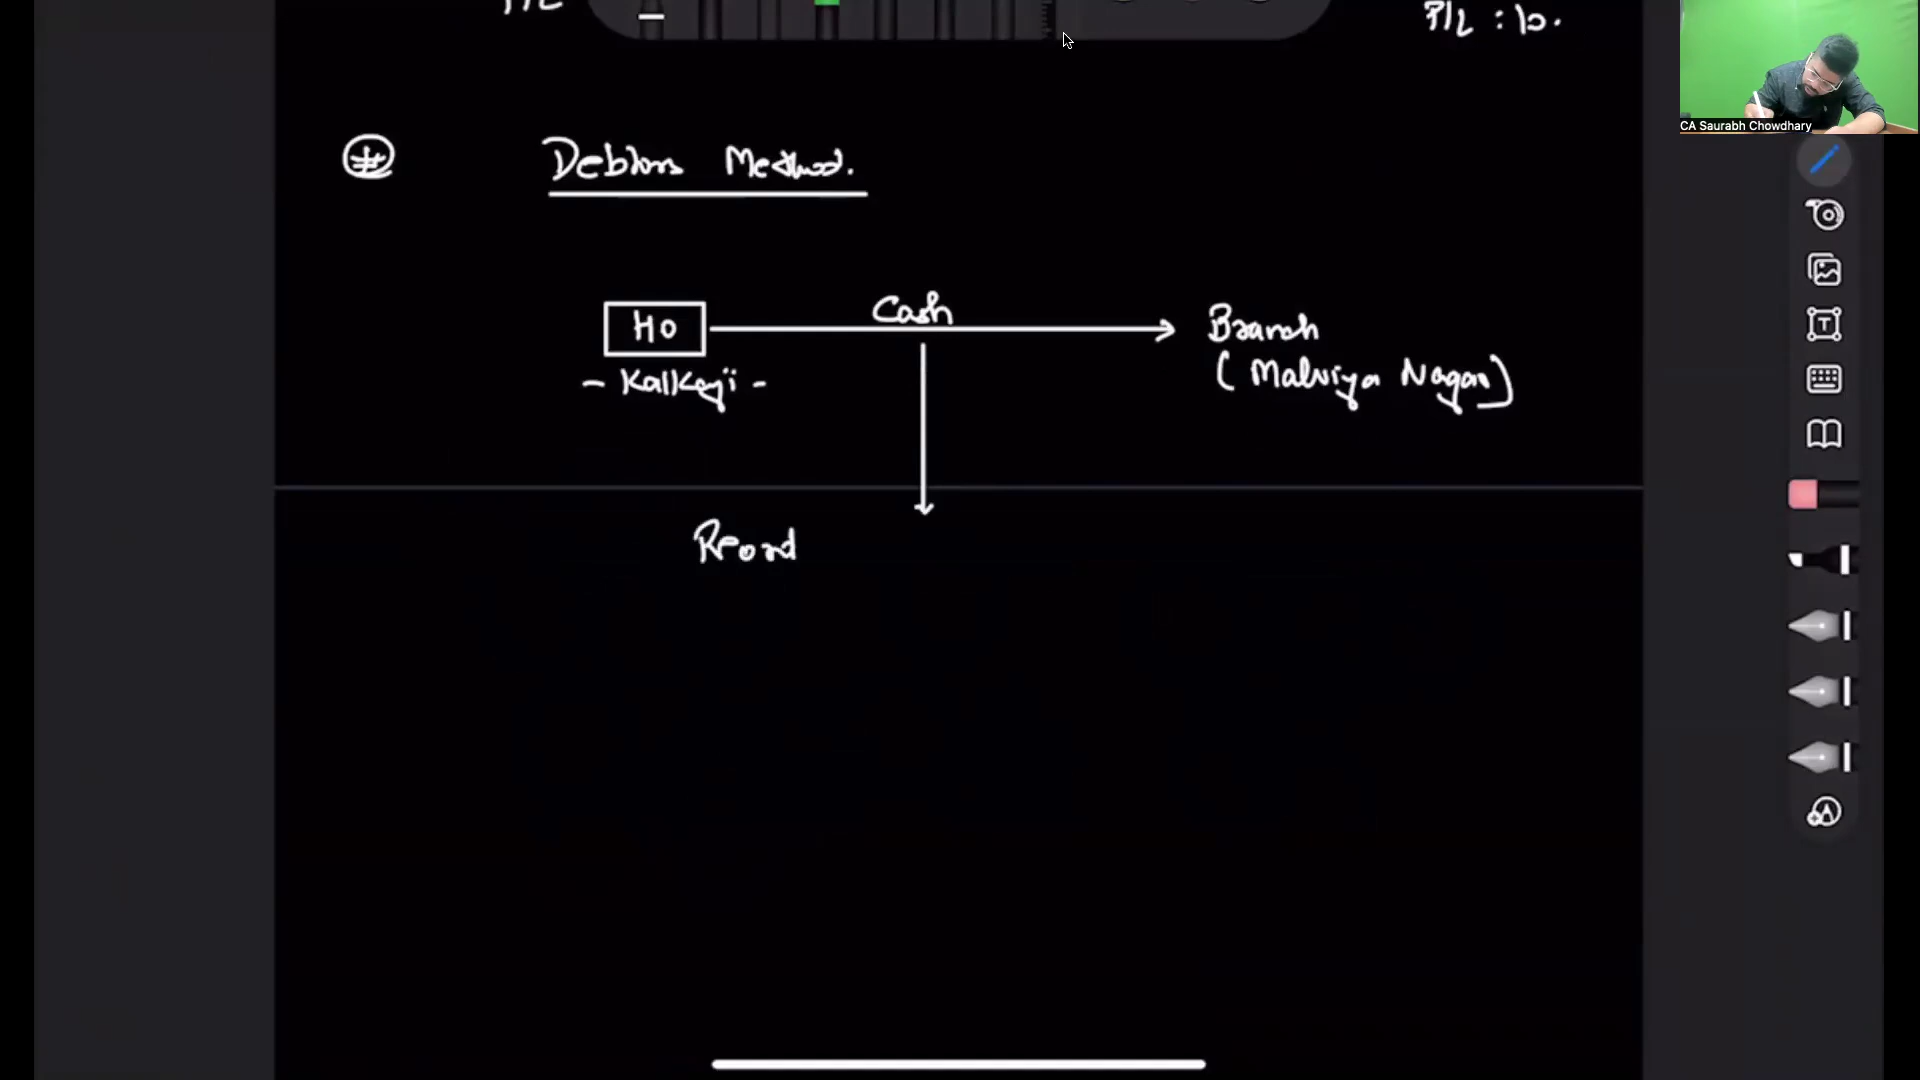 P/L
P/L : 10.
CA Saurabh Chowdhary
# Debtors Method.
HO
Cash
Branch
- Kalkaji -
(Malviya Nagar)
Record